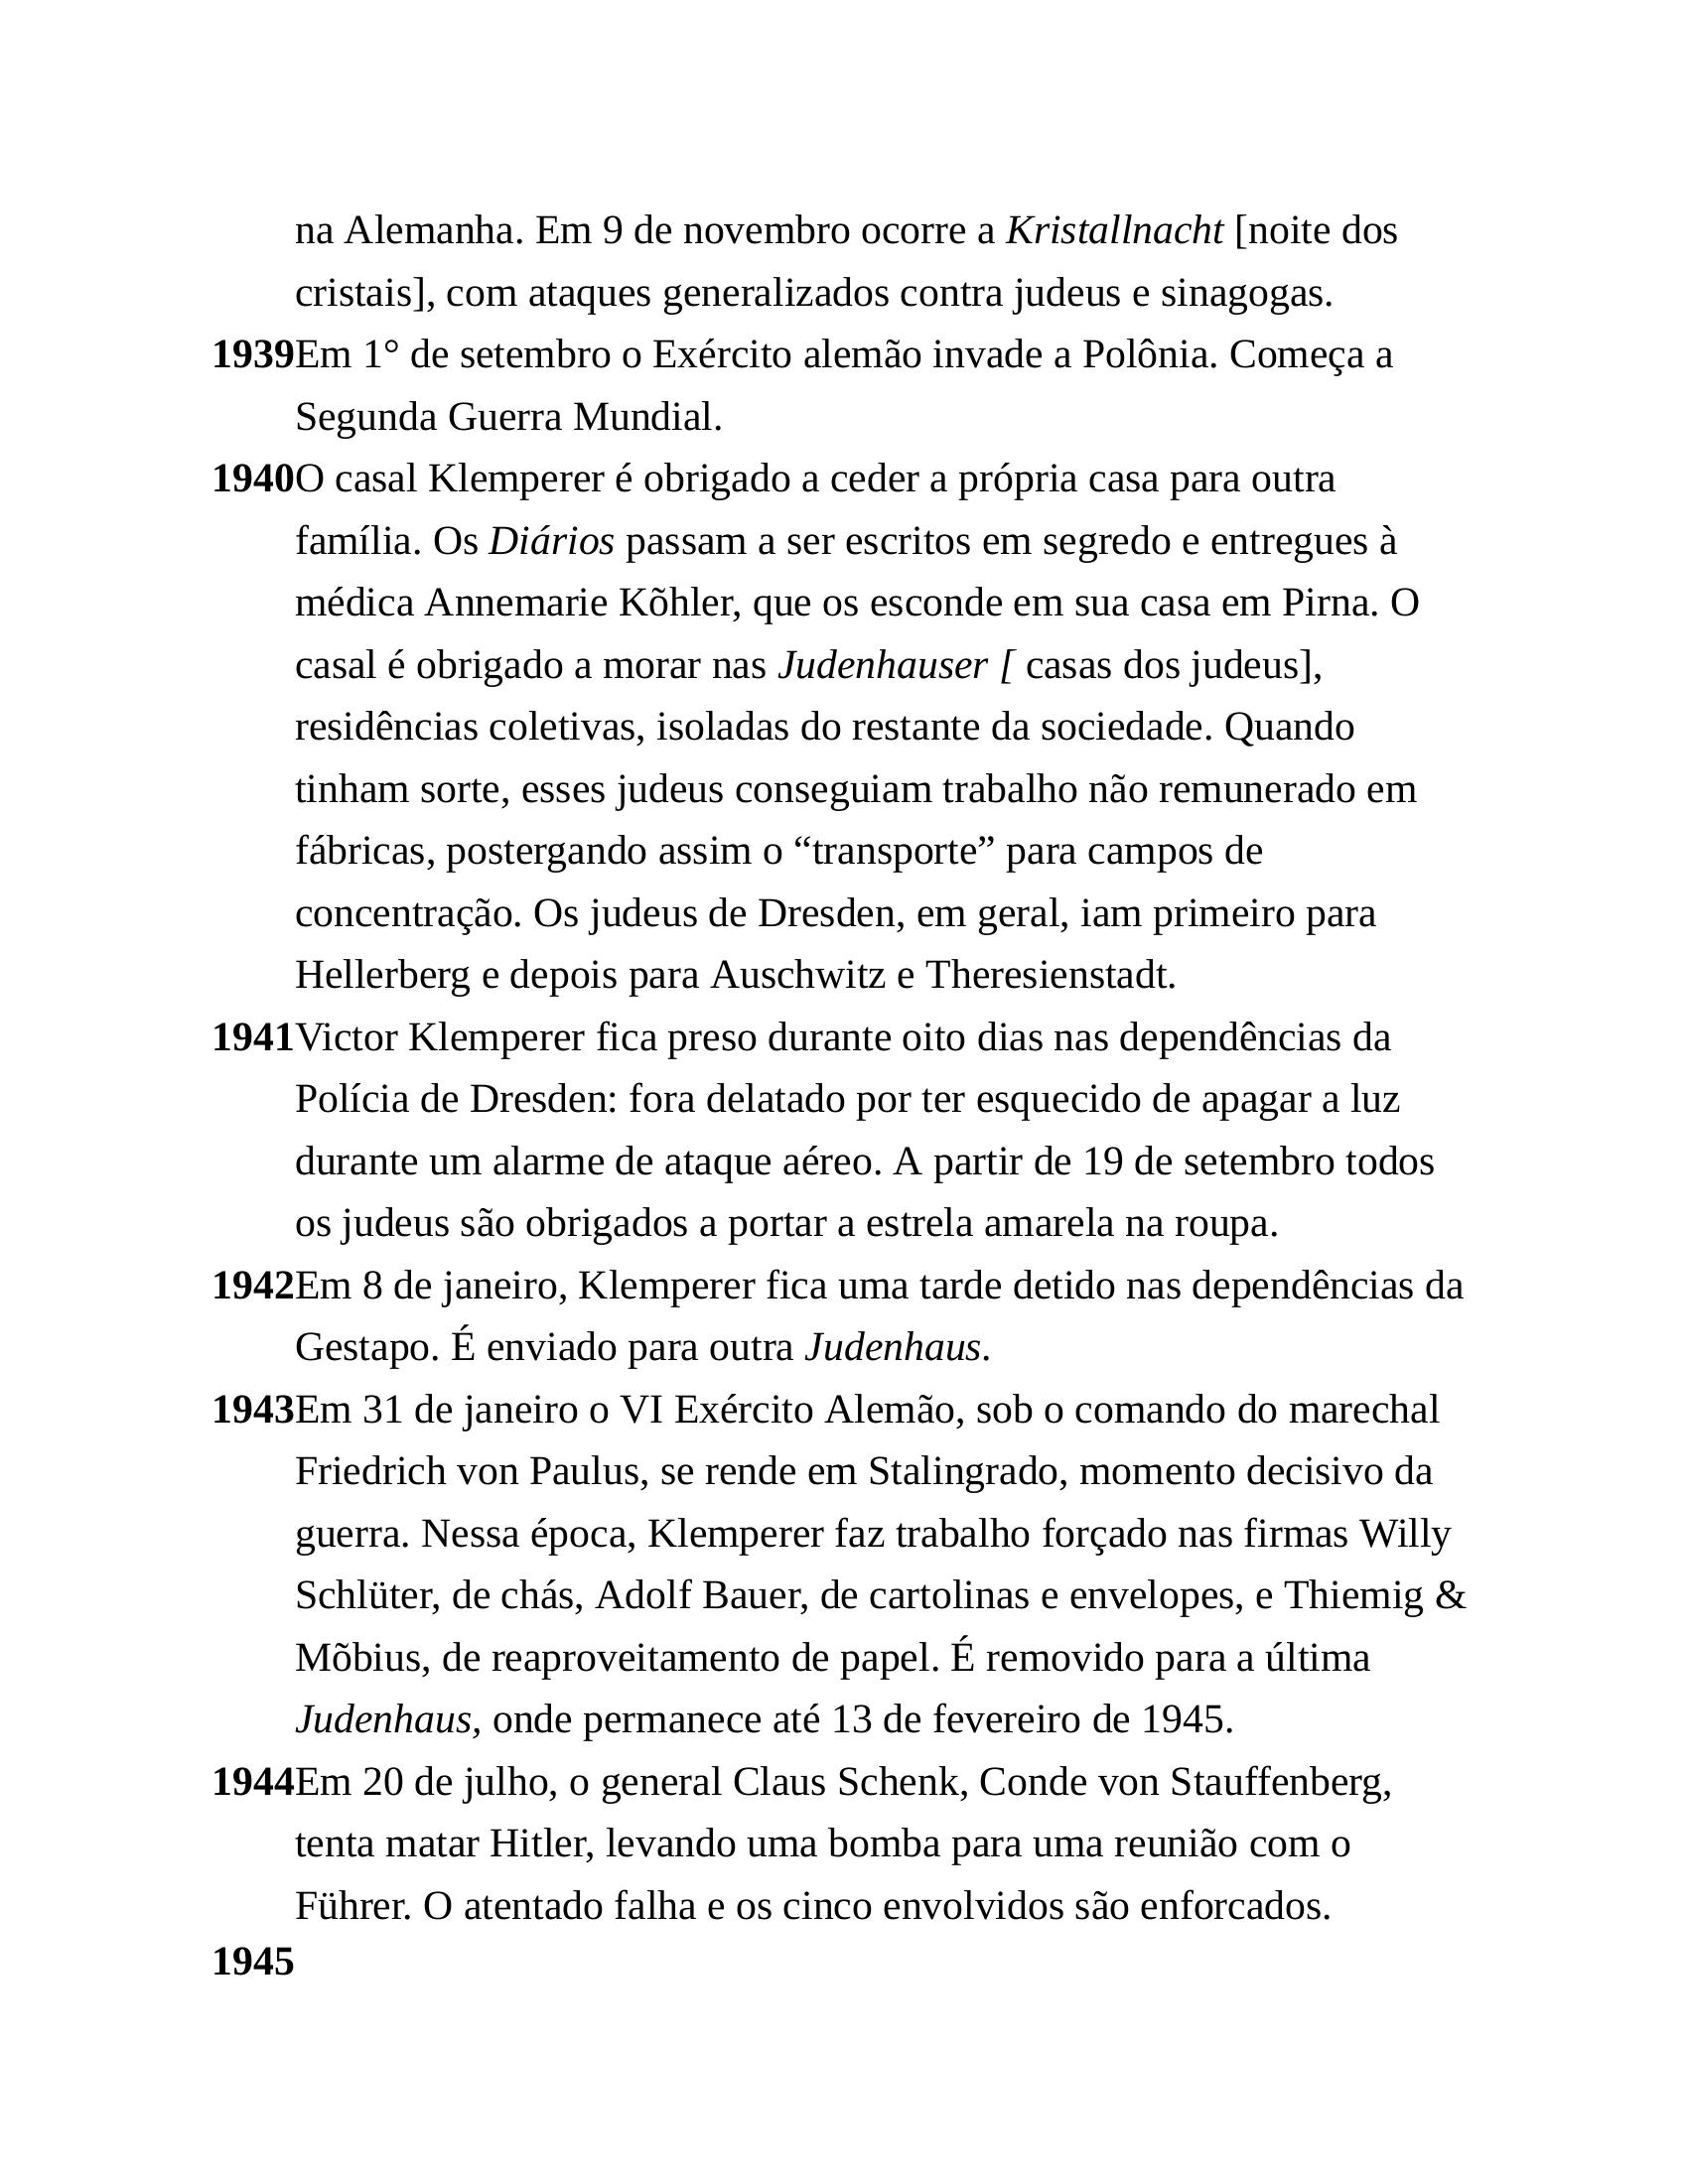 na Alemanha. Em 9 de novembro ocorre a Kristallnacht [noite dos
cristais], com ataques generalizados contra judeus e sinagogas.
1939Em 1° de setembro o Exército alemão invade a Polônia. Começa a
Segunda Guerra Mundial.
1940O casal Klemperer é obrigado a ceder a própria casa para outra
família. Os Diários passam a ser escritos em segredo e entregues à
médica Annemarie Kõhler, que os esconde em sua casa em Pirna. O
casal é obrigado a morar nas Judenhauser [ casas dos judeus],
residências coletivas, isoladas do restante da sociedade. Quando
tinham sorte, esses judeus conseguiam trabalho não remunerado em
fábricas, postergando assim o “transporte” para campos de
concentração. Os judeus de Dresden, em geral, iam primeiro para
Hellerberg e depois para Auschwitz e Theresienstadt.
1941Victor Klemperer fica preso durante oito dias nas dependências da
Polícia de Dresden: fora delatado por ter esquecido de apagar a luz
durante um alarme de ataque aéreo. A partir de 19 de setembro todos
os judeus são obrigados a portar a estrela amarela na roupa.
1942Em 8 de janeiro, Klemperer fica uma tarde detido nas dependências da
Gestapo. É enviado para outra Judenhaus.
1943Em 31 de janeiro o VI Exército Alemão, sob o comando do marechal
Friedrich von Paulus, se rende em Stalingrado, momento decisivo da
guerra. Nessa época, Klemperer faz trabalho forçado nas firmas Willy
Schlüter, de chás, Adolf Bauer, de cartolinas e envelopes, e Thiemig &
Mõbius, de reaproveitamento de papel. É removido para a última
Judenhaus, onde permanece até 13 de fevereiro de 1945.
1944Em 20 de julho, o general Claus Schenk, Conde von Stauffenberg,
tenta matar Hitler, levando uma bomba para uma reunião com o
Führer. O atentado falha e os cinco envolvidos são enforcados.
1945